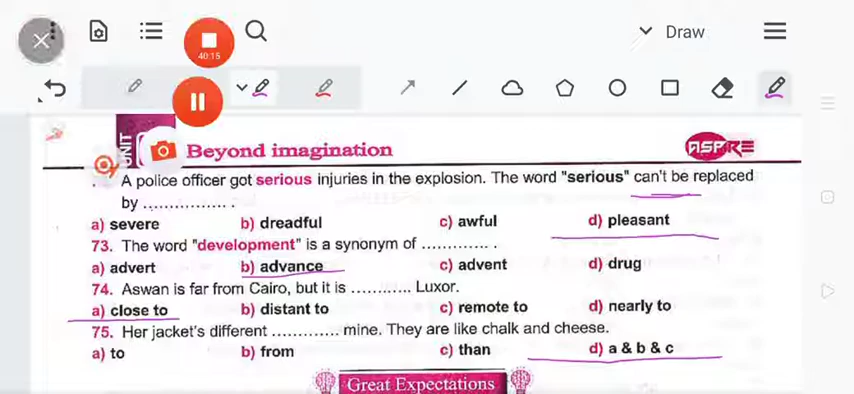 40:15
Draw
UNIT
Beyond imagination
ASPIRE
A police officer got serious injuries in the explosion. The word "serious" can't be replaced
by ................ .
a) severe b) dreadful c) awful d) pleasant
73. The word "development" is a synonym of ............. .
a) advert b) advance c) advent d) drug
74. Aswan is far from Cairo, but it is ............ Luxor.
a) close to b) distant to c) remote to d) nearly to
75. Her jacket's different ............. mine. They are like chalk and cheese.
a) to b) from c) than d) a & b & c
Great Expectations